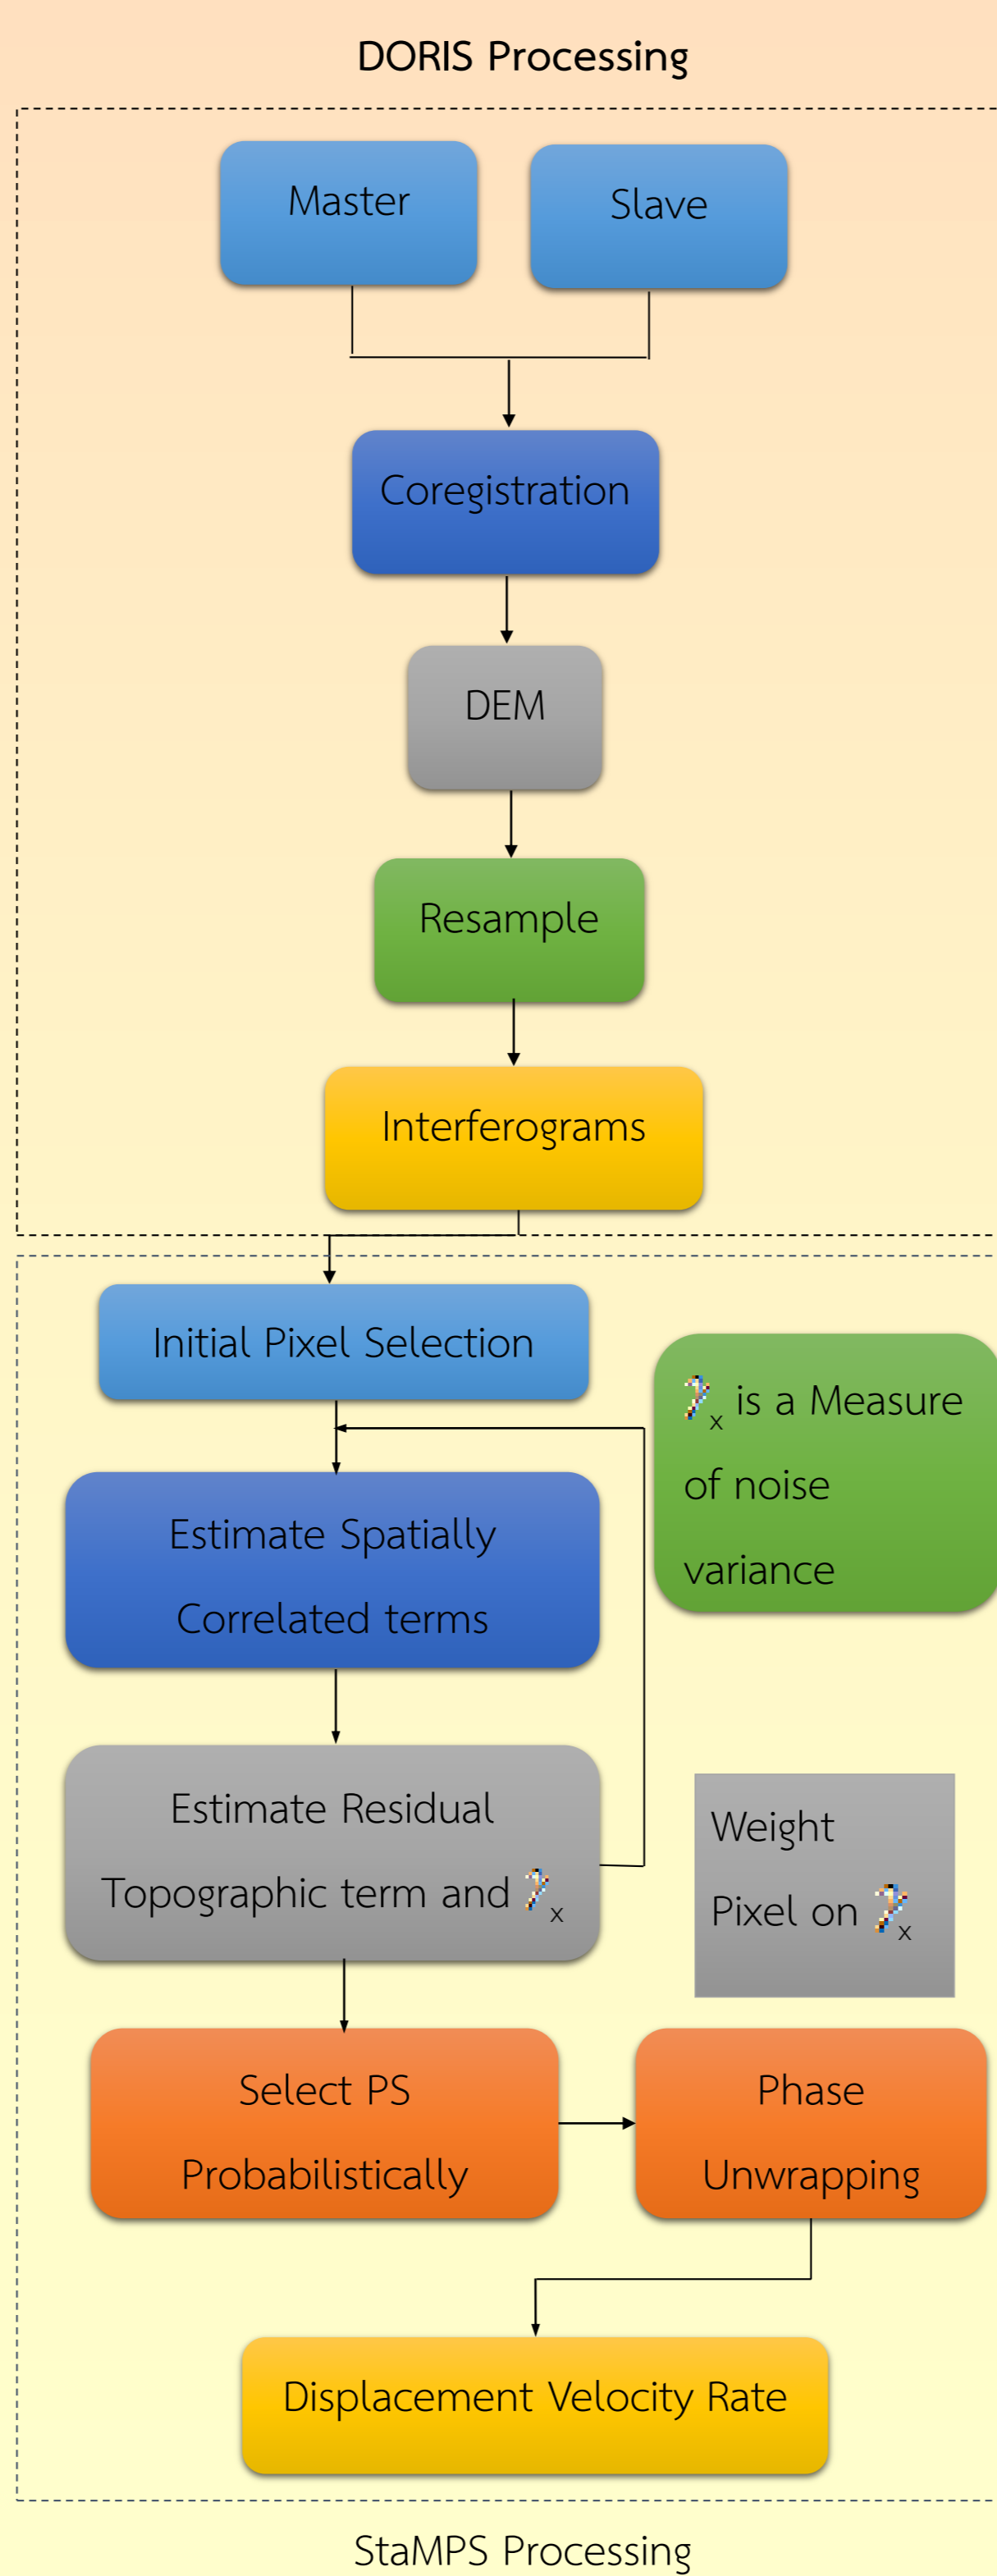 DORIS Processing
Master
Slave
Coregistration
DEM
Resample
Interferograms
Initial Pixel Selection
x is a Measure
of noise
variance
Estimate Spatially
Correlated terms
Estimate Residual
Topographic term and x
Weight
Pixel on x
Select PS
Probabilistically
Phase
Unwrapping
Displacement Velocity Rate
StaMPS Processing